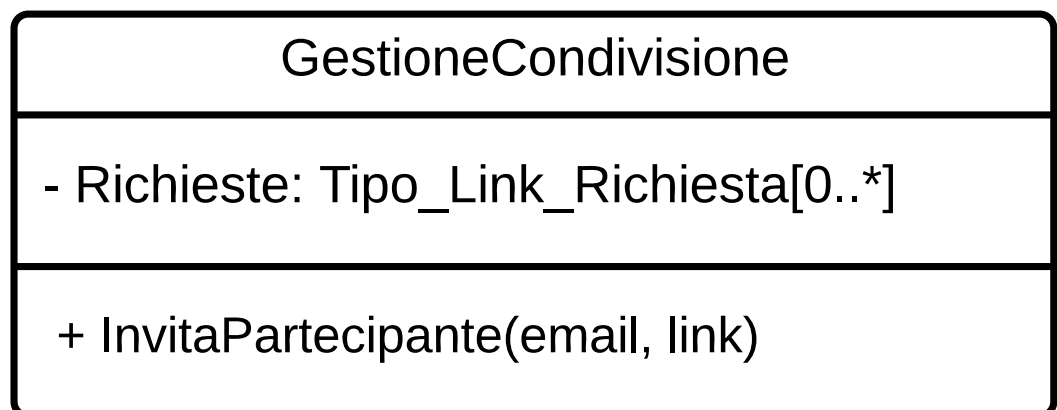 GestioneCondivisione
- Richieste: Tipo_Link_Richiesta[0..*]
+ InvitaPartecipante(email, link)